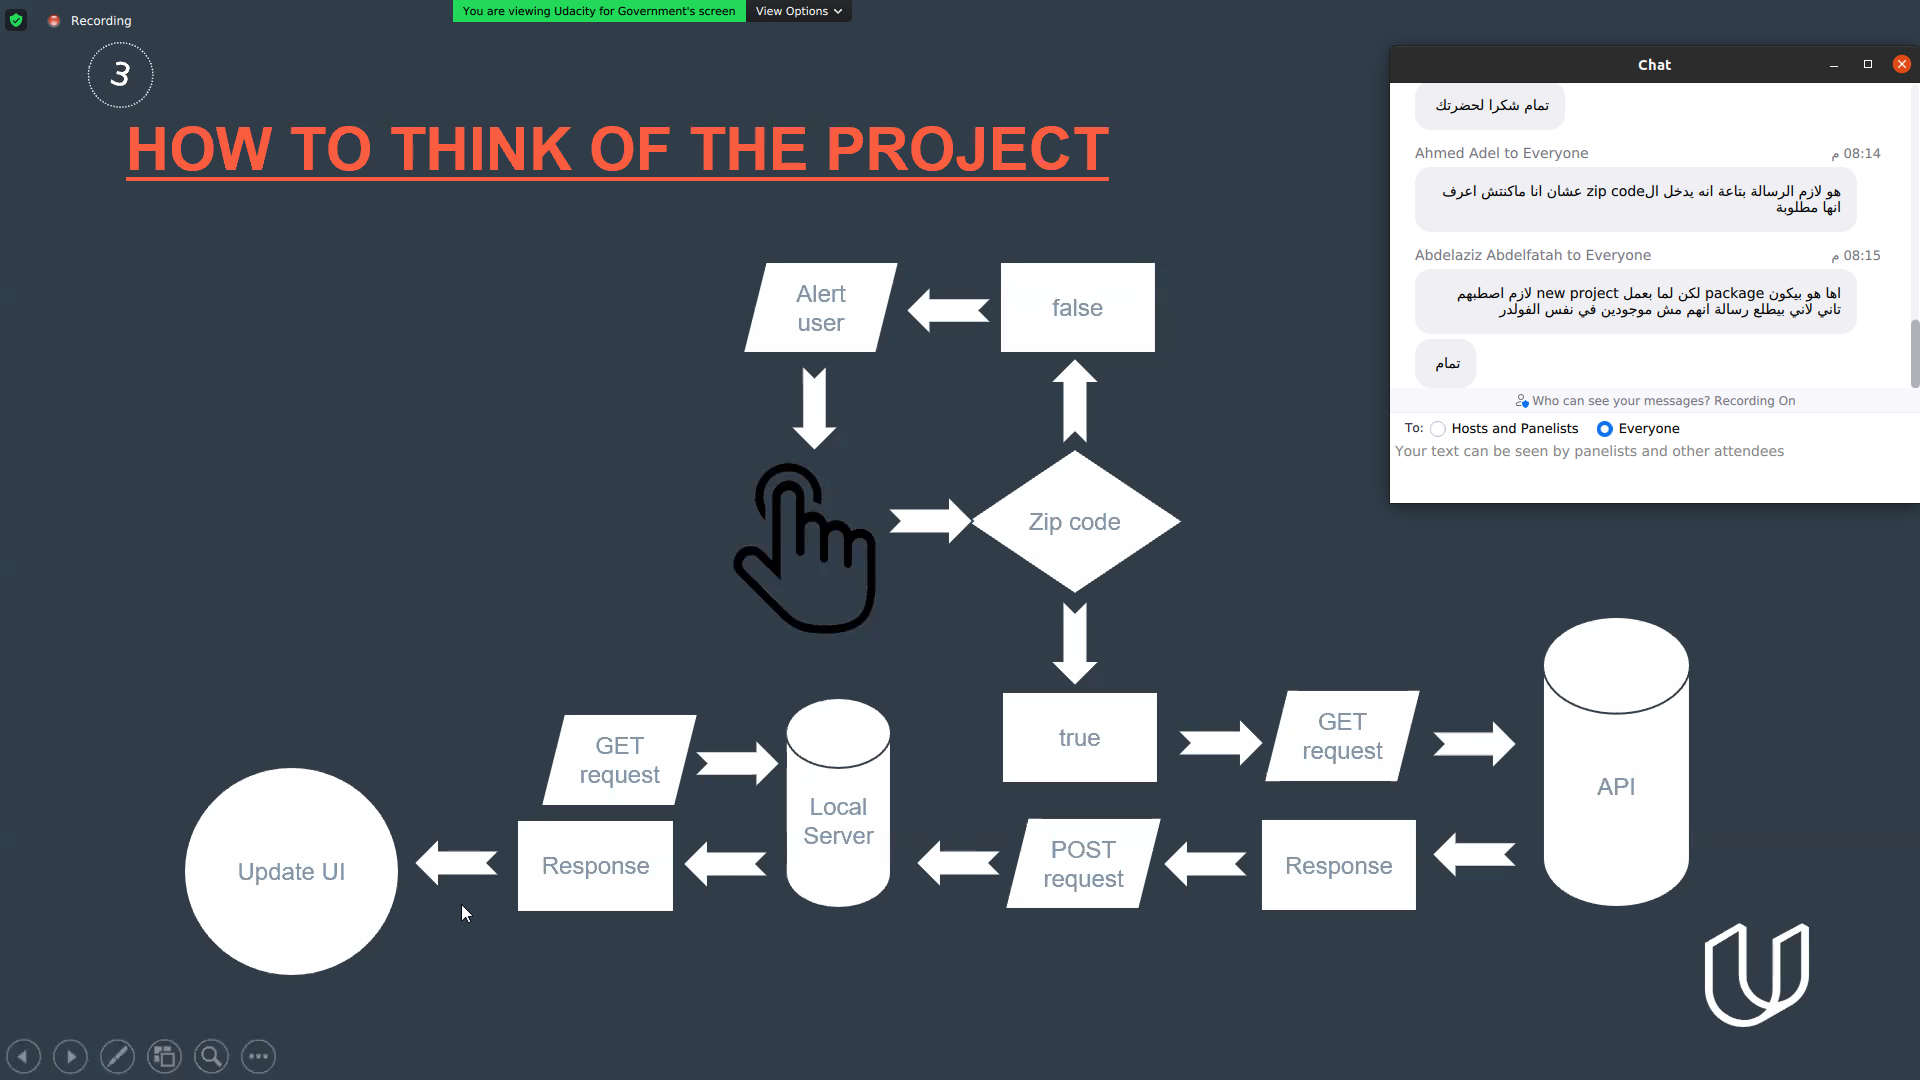 Recording
You are viewing Udacity for Government's screen
View Options
3
HOW TO THINK OF THE PROJECT
Alert
user
false
Zip code
true
GET
request
API
Response
POST
request
Local
Server
GET
request
Response
Update UI
Chat
تمام شكرا لحضرتك
Ahmed Adel to Everyone
08:14 م
هو لازم الرسالة بتاعة انه يدخل الzip code عشان انا ماكنتش اعرف
انها مطلوبة
Abdelaziz Abdelfatah to Everyone
08:15 م
اها هو بيكون package لكن لما بعمل new project لازم اصطبهم
تاني لاني بيطلع رسالة انهم مش موجودين في نفس الفولدر
تمام
Who can see your messages? Recording On
To: Hosts and Panelists Everyone
Your text can be seen by panelists and other attendees